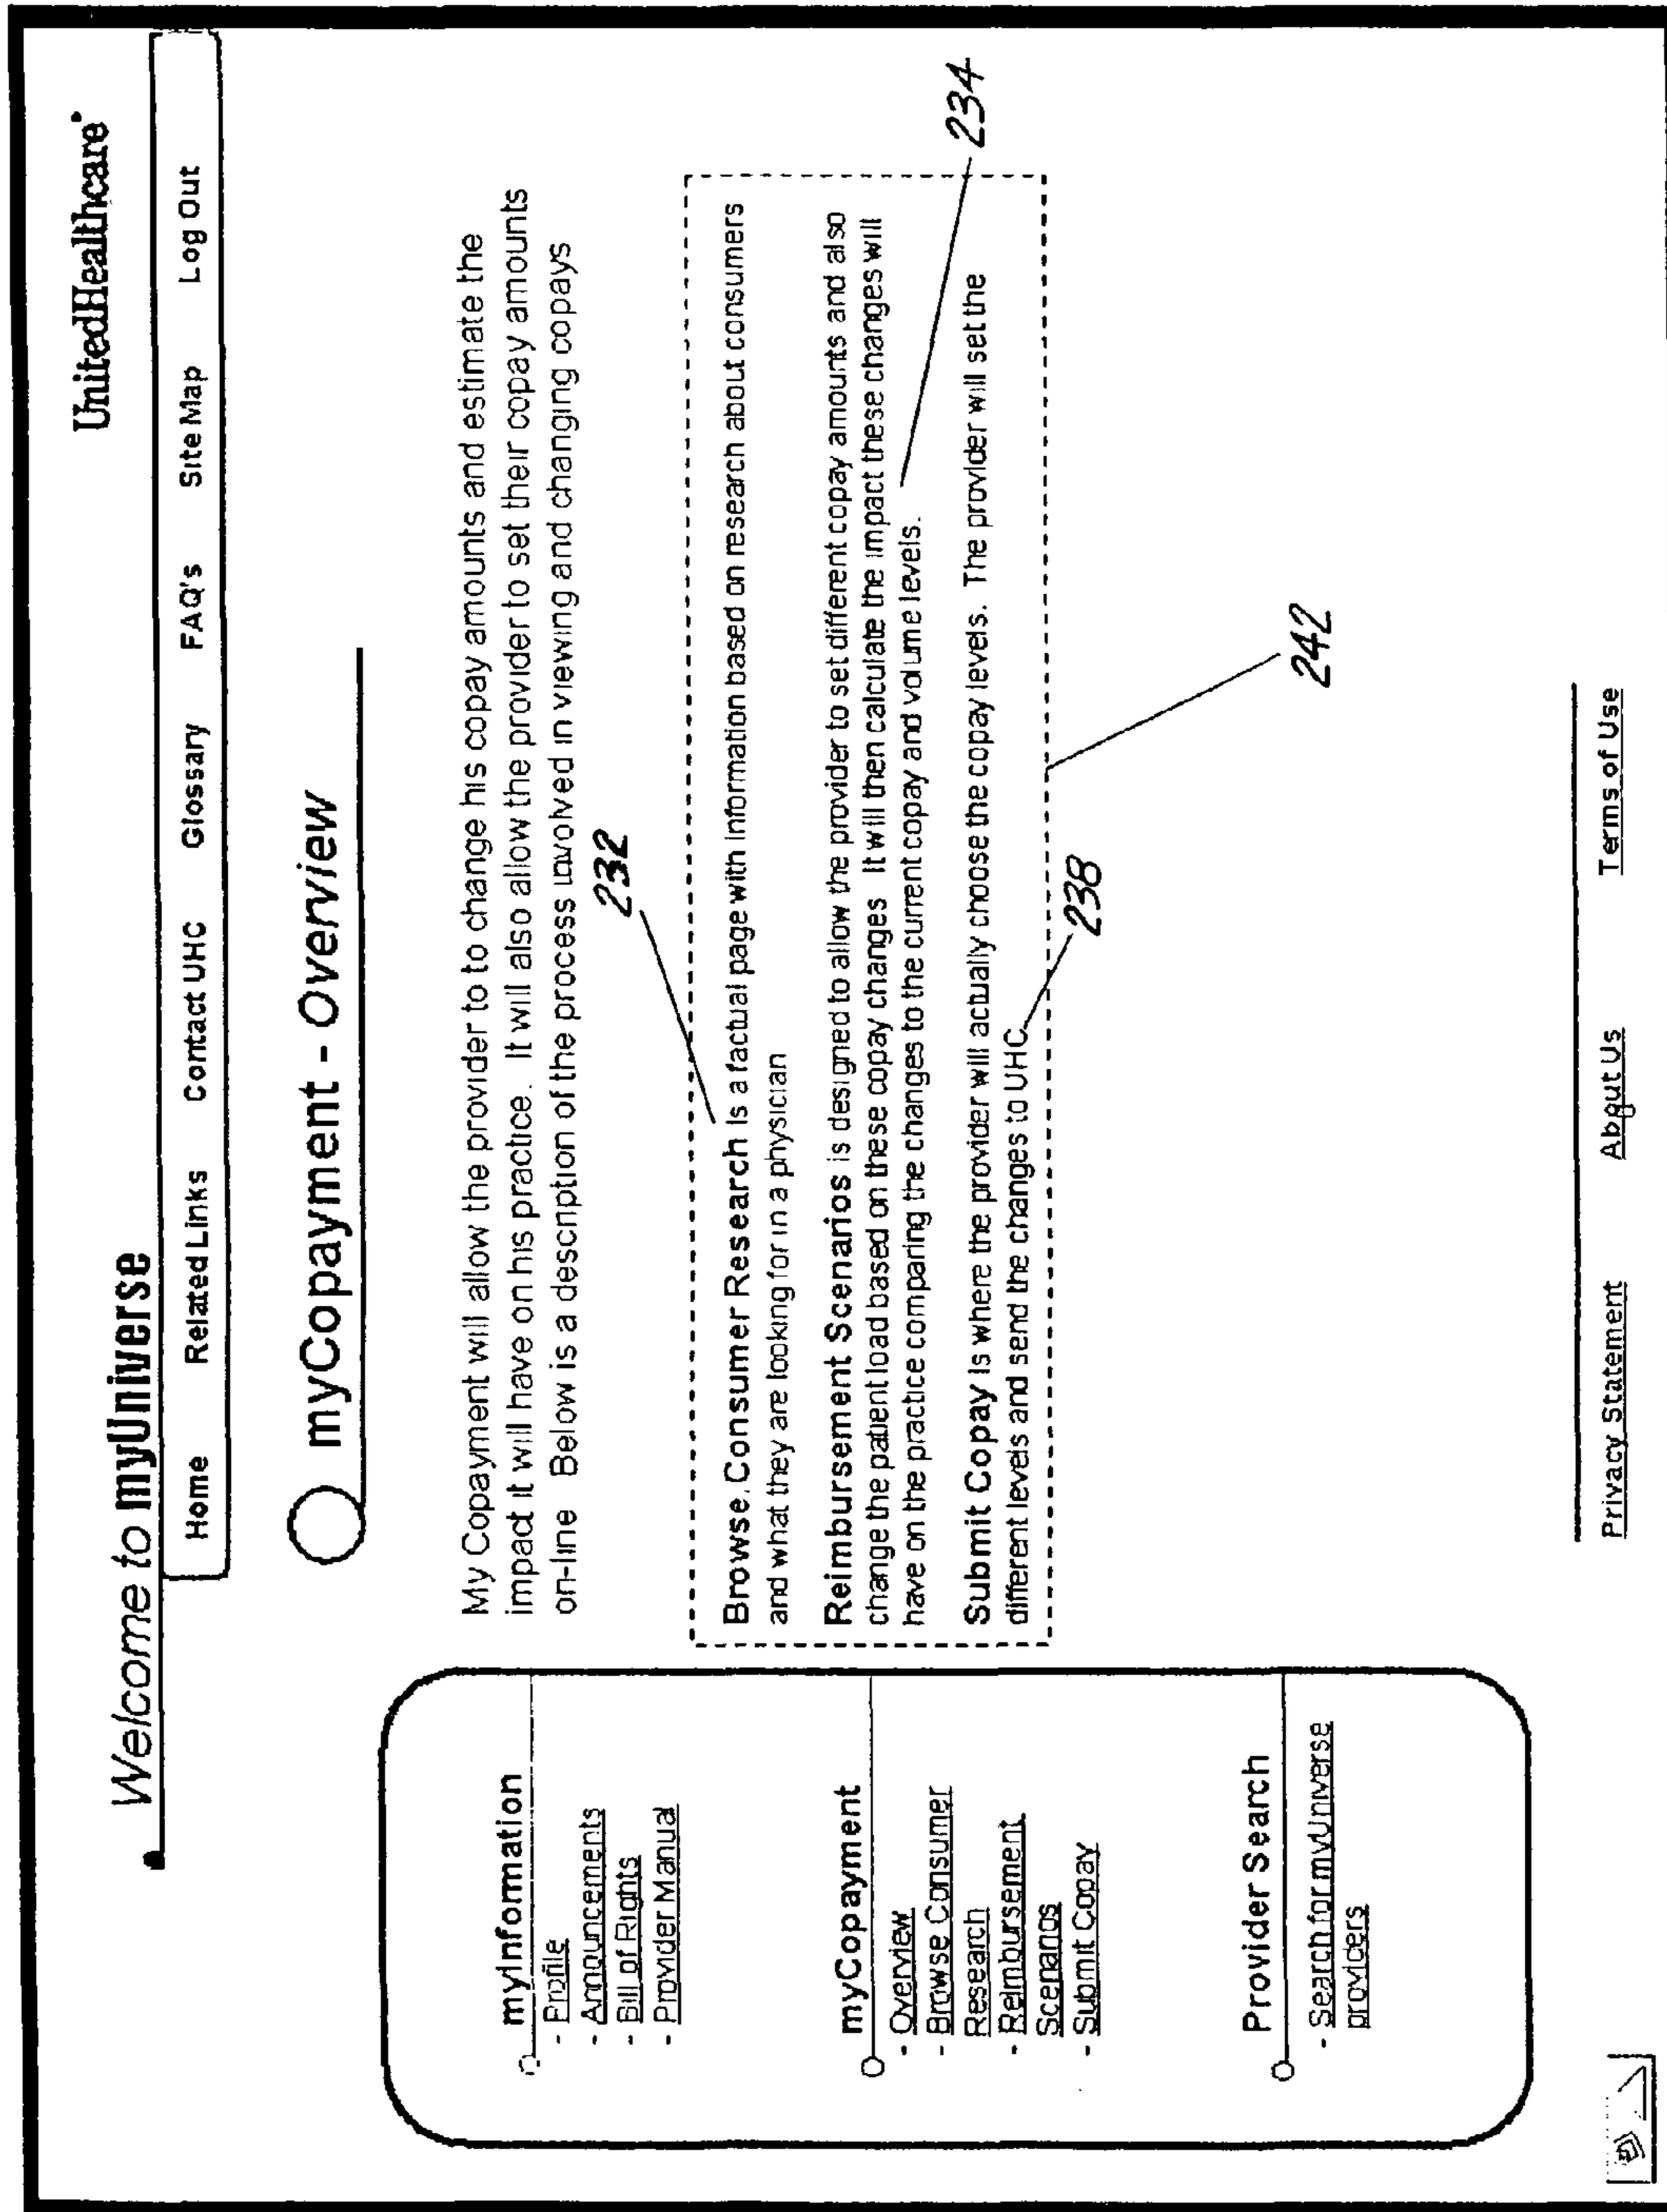 Welcome to myUniverse
UnitedHealthcare
Home Related Links Contact UHC Glossary FAQ's Site Map Log Out
myCopayment - Overview
myInfomation
- Profile
- Announcements
- Bill of Rights
- Provider Manual
myCopayment
- Overview
- Browse Consumer
Research
- Reimbursement
Scenarios
- Submit Copay
Provider Search
- Search for myUniverse
providers
My Copayment will allow the provider to to change his copay amounts and estimate the
impact it will have on his practice. It will also allow the provider to set their copay amounts
on-line Below is a description of the process involved in viewing and changing copays
232
Browse Consumer Research is a factual page with information based on research about consumers
and what they are looking for in a physician
Reimbursement Scenarios is designed to allow the provider to set different copay amounts and also
change the patient load based on these copay changes It will then calculate the impact these changes will
have on the practice comparing the changes to the current copay and volume levels.
234
Submit Copay is where the provider will actually choose the copay levels. The provider will set the
different levels and send the changes to UHC.
238
242
Privacy Statement About Us Terms of Use